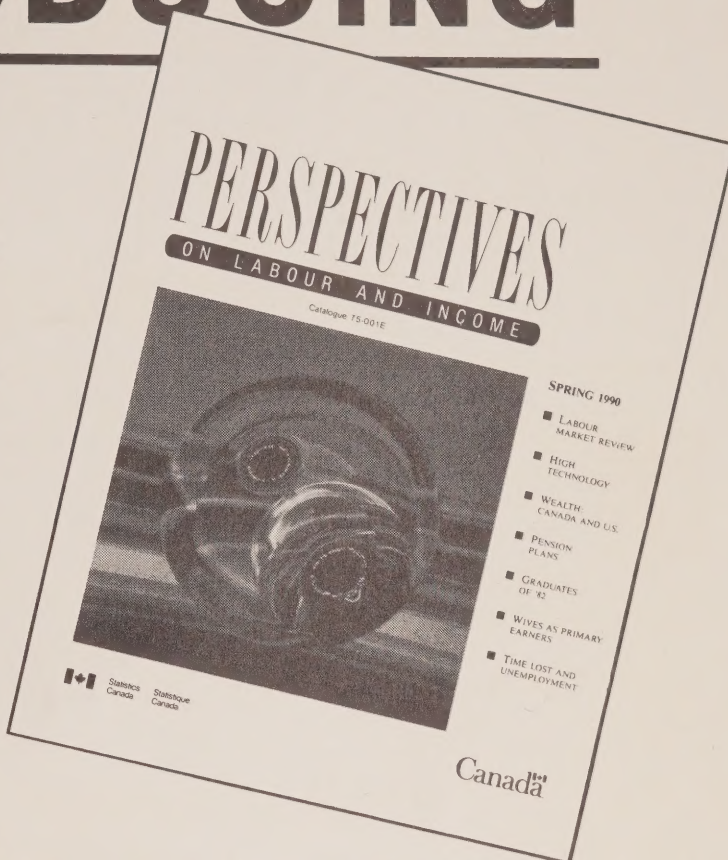 PERSPECTIVES
ON LABOUR AND INCOME
Catalogue 75-001E
SPRING 1990
■ LABOUR
MARKET REVIEW
■ HIGH
TECHNOLOGY
■ WEALTH:
CANADA AND U.S.
■ PENSION
PLANS
■ GRADUATES
OF '82
■ WIVES AS PRIMARY
EARNERS
■ TIME LOST AND
UNEMPLOYMENT
Statistics Statistique
Canada Canada
Canada